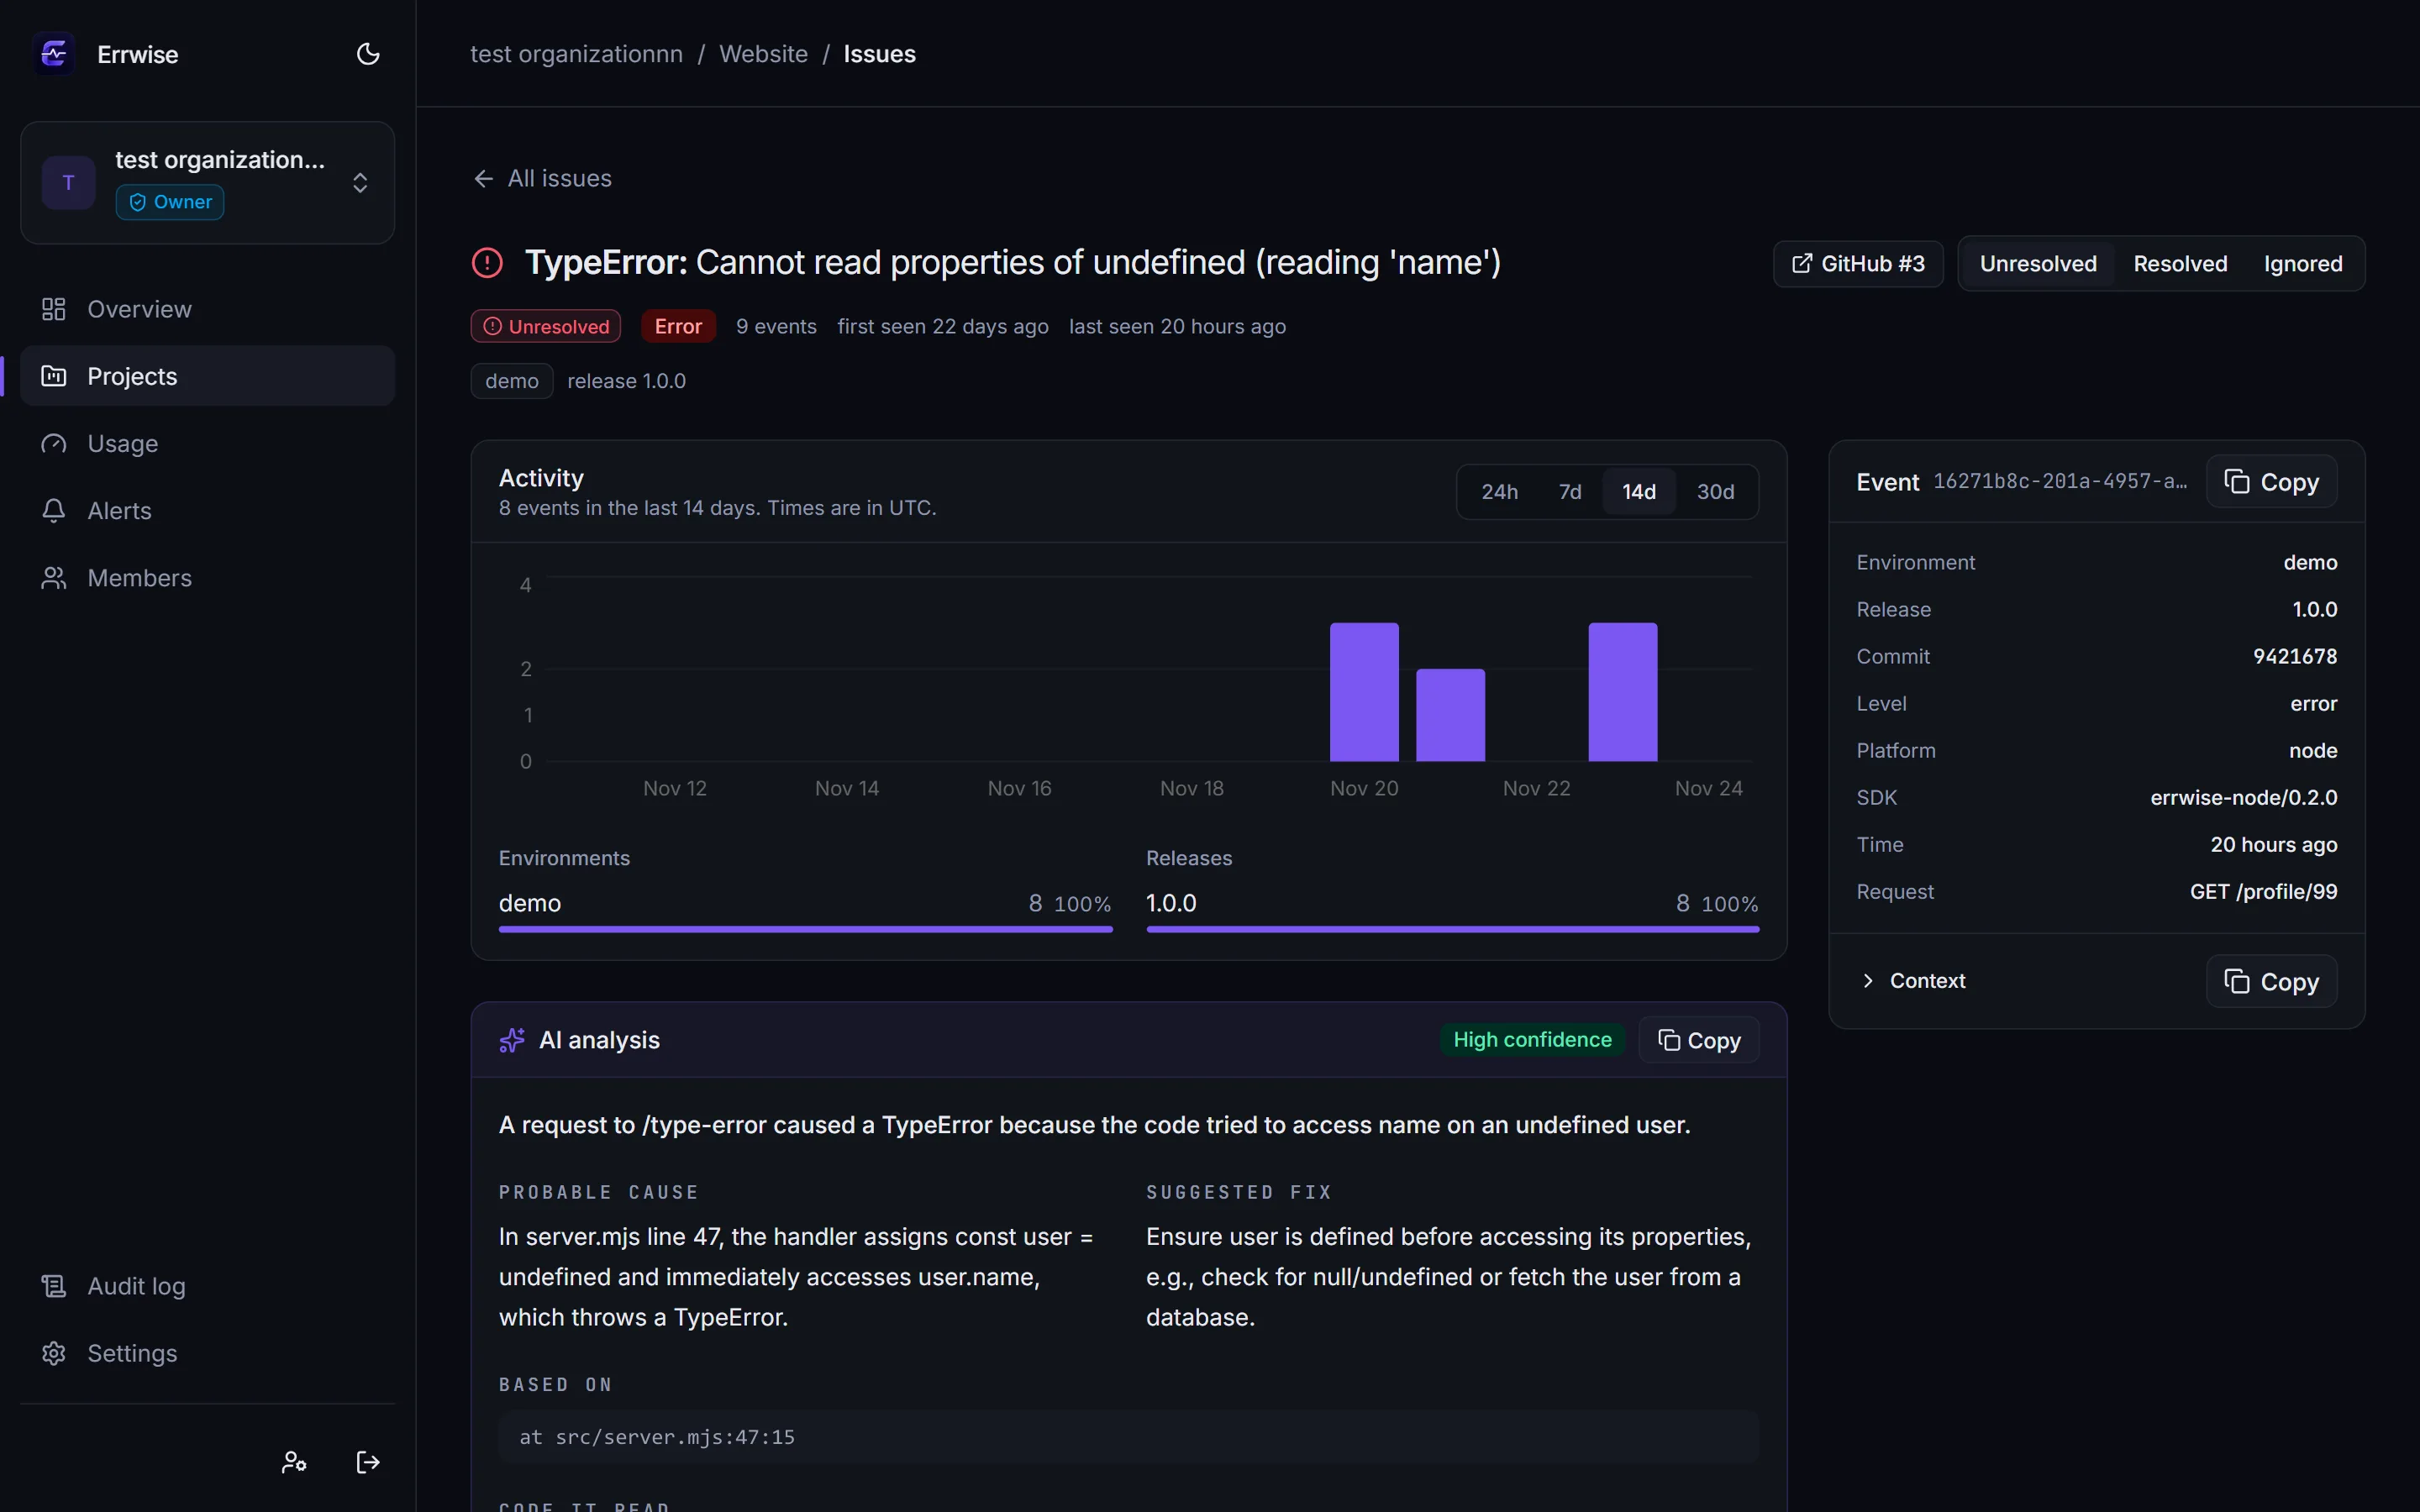 Errwise
test organizationnn / Website / Issues
T
test organization...
Owner
Overview
Projects
Usage
Alerts
Members
Audit log
Settings
All issues
TypeError: Cannot read properties of undefined (reading 'name')
GitHub #3
Unresolved Resolved Ignored
Unresolved Error 9 events first seen 22 days ago last seen 20 hours ago
demo release 1.0.0
Activity
8 events in the last 14 days. Times are in UTC.
24h 7d 14d 30d
4
2
1
0
Nov 12 Nov 14 Nov 16 Nov 18 Nov 20 Nov 22 Nov 24
Environments
demo 8 100%
Releases
1.0.0 8 100%
Event 16271b8c-201a-4957-a... Copy
Environment demo
Release 1.0.0
Commit 9421678
Level error
Platform node
SDK errwise-node/0.2.0
Time 20 hours ago
Request GET /profile/99
Context Copy
AI analysis High confidence Copy
A request to /type-error caused a TypeError because the code tried to access name on an undefined user.
PROBABLE CAUSE
In server.mjs line 47, the handler assigns const user =
undefined and immediately accesses user.name,
which throws a TypeError.
SUGGESTED FIX
Ensure user is defined before accessing its properties,
e.g., check for null/undefined or fetch the user from a
database.
BASED ON
at src/server.mjs:47:15
CODE IT READ